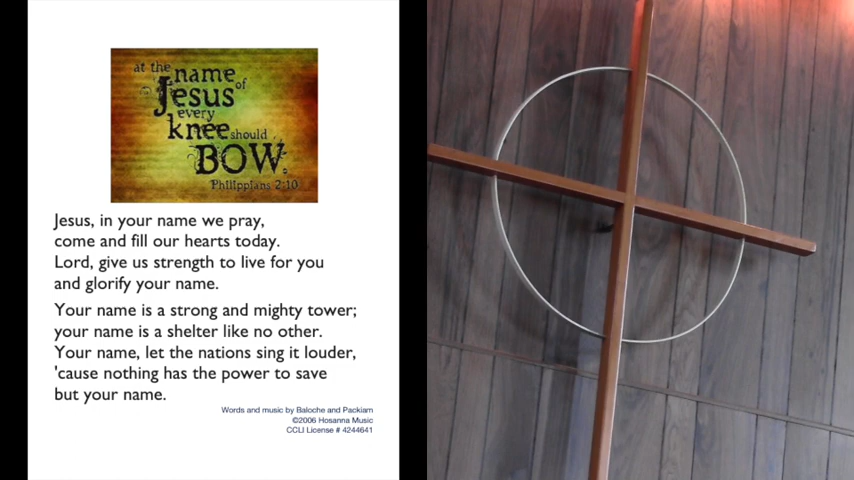 at the name of
Jesus
every
knee should
BOW.
Philippians 2:10
Jesus, in your name we pray,
come and fill our hearts today.
Lord, give us strength to live for you
and glorify your name.
Your name is a strong and mighty tower;
your name is a shelter like no other.
Your name, let the nations sing it louder,
'cause nothing has the power to save
but your name.
Words and music by Baloche and Packiam
©2006 Hosanna Music
CCLI License # 4244641